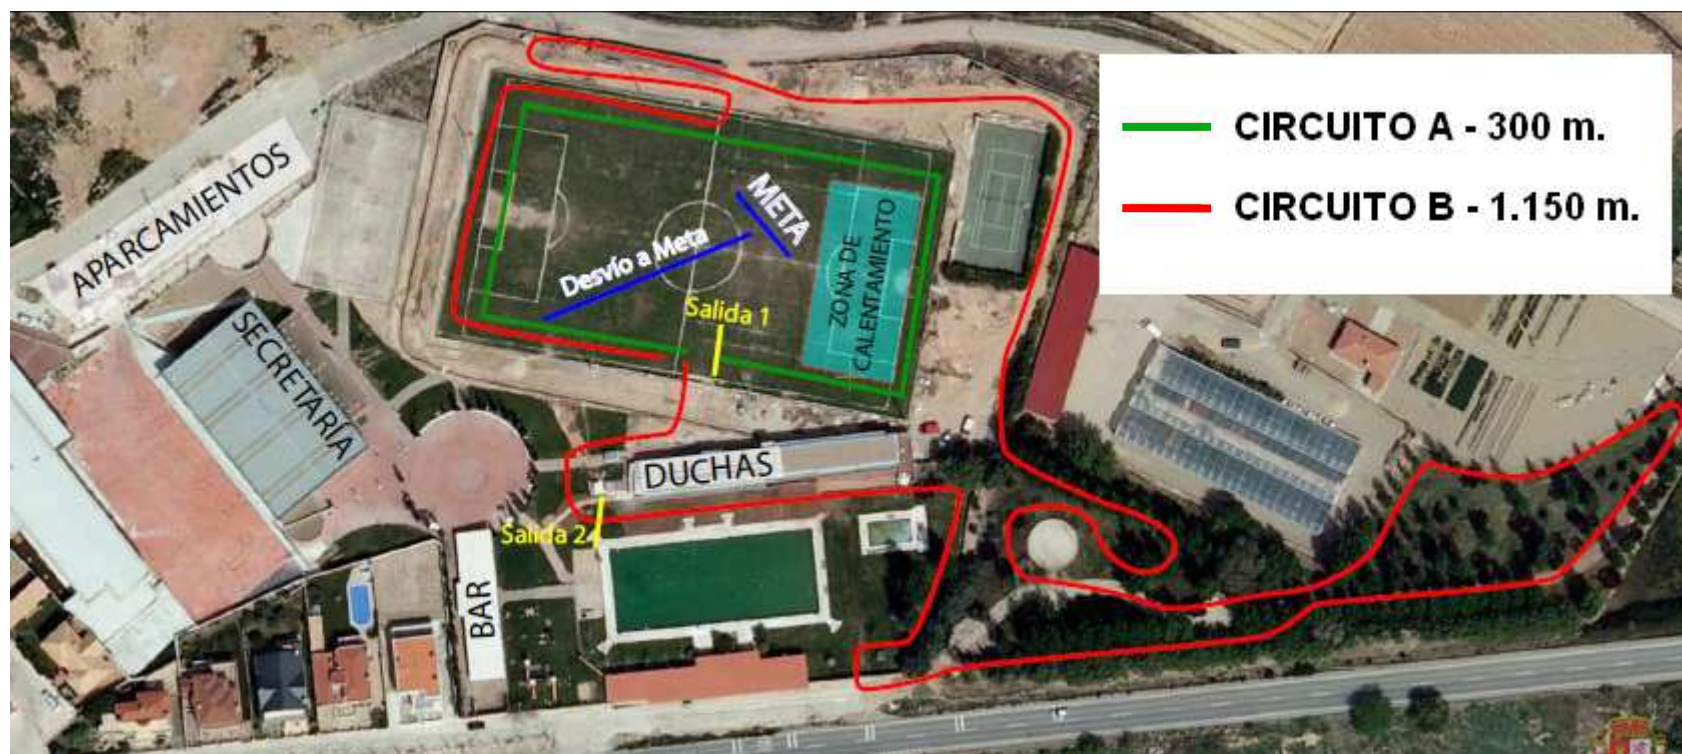 CIRCUITO A - 300 m.
CIRCUITO B - 1.150 m.
APARCAMIENTOS
META
Desvío a Meta
ZONA DE
CALENTAMIENTO
Salida 1
SECRETARÍA
DUCHAS
Salida 2
BAR